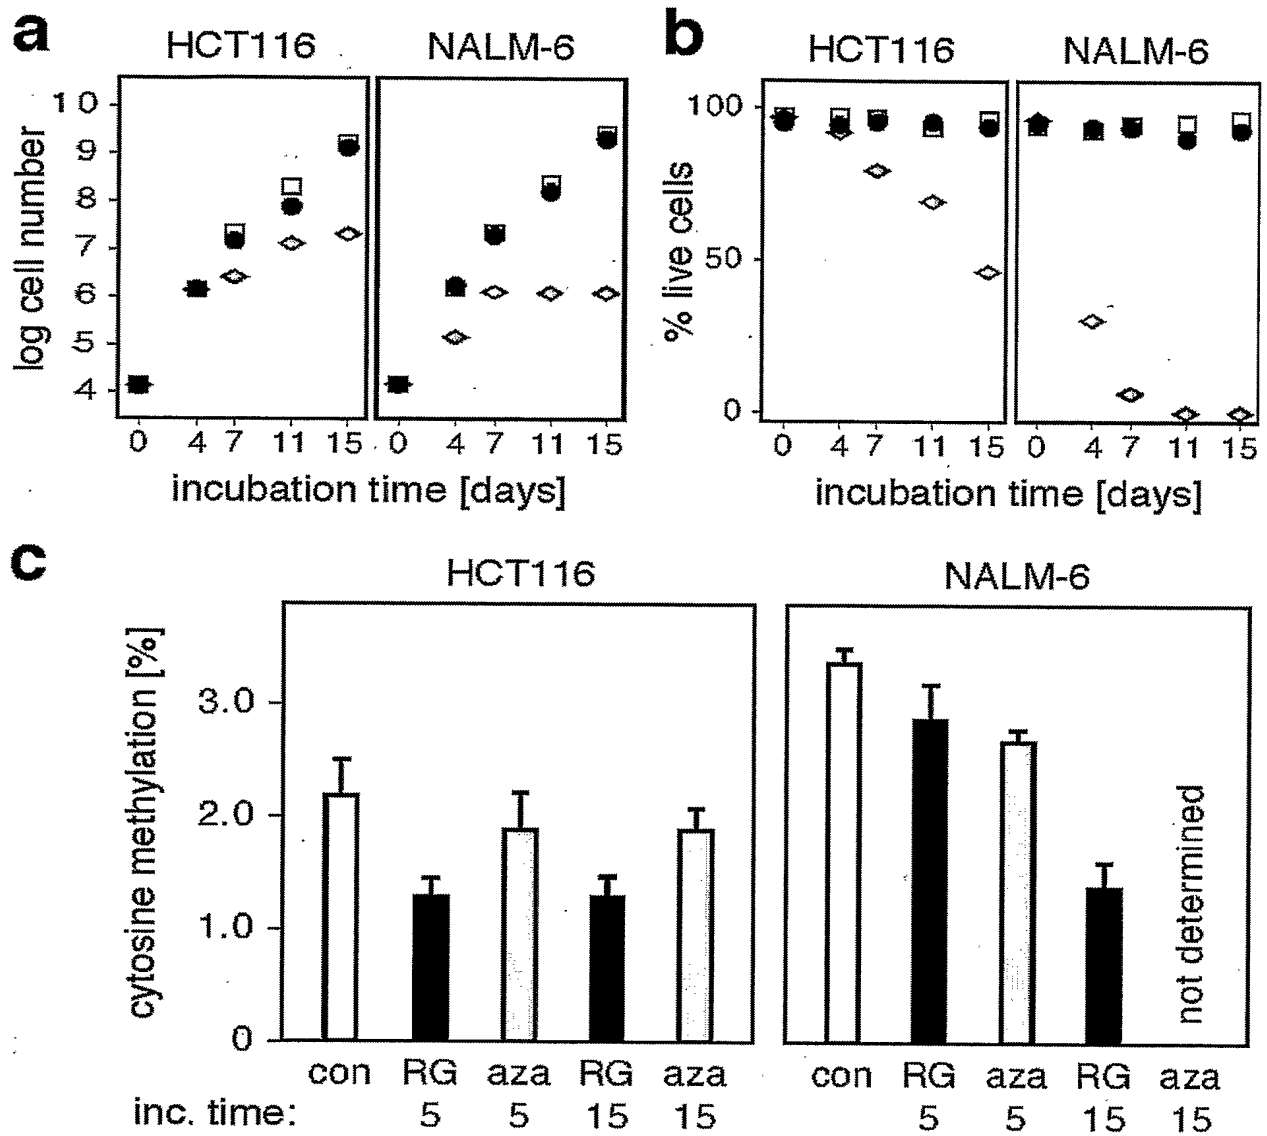 a
HCT116 NALM-6
log cell number
10
9
8
7
6
5
4
0 4 7 11 15 0 4 7 11 15
incubation time [days]
b
HCT116 NALM-6
% live cells
100
50
0
0 4 7 11 15 0 4 7 11 15
incubation time [days]
c
HCT116 NALM-6
cytosine methylation [%]
3.0
2.0
1.0
0
not determined
con RG aza RG aza con RG aza RG aza
inc. time: 5 5 15 15 5 5 15 15